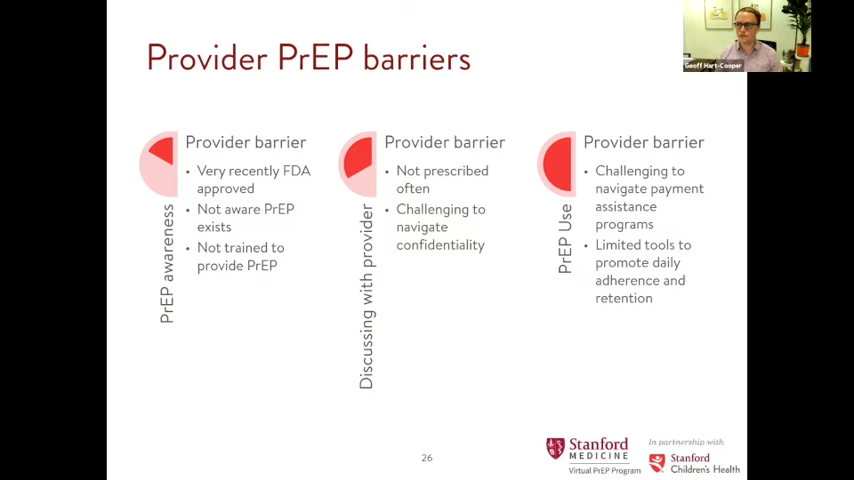 Provider PrEP barriers
Geoff Hart-Cooper
PrEP awareness
Provider barrier
• Very recently FDA
approved
• Not aware PrEP
exists
• Not trained to
provide PrEP
Discussing with provider
Provider barrier
• Not prescribed
often
• Challenging to
navigate
confidentiality
PrEP Use
Provider barrier
• Challenging to
navigate payment
assistance
programs
• Limited tools to
promote daily
adherence and
retention
26
Stanford
MEDICINE
Virtual PrEP Program
In partnership with
Stanford
Children's Health